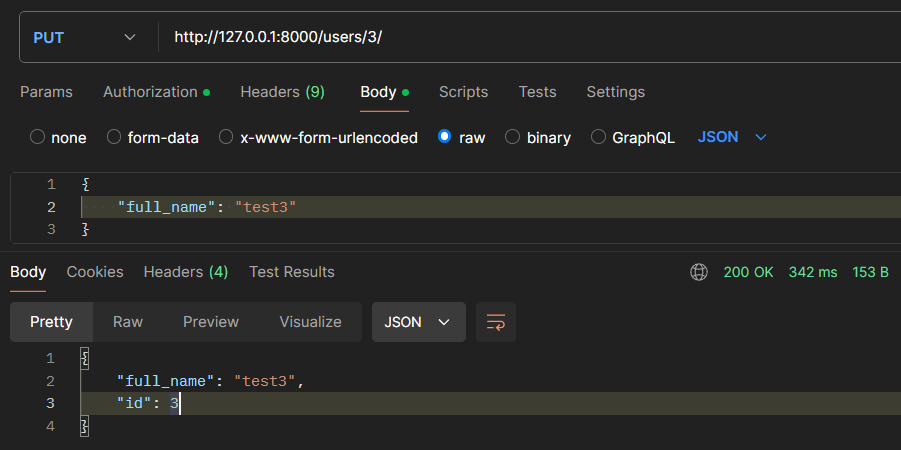 PUT http://127.0.0.1:8000/users/3/
Params Authorization Headers (9) Body Scripts Tests Settings
none form-data x-www-form-urlencoded raw binary GraphQL JSON
1 {
2 "full_name": "test3"
3 }
Body Cookies Headers (4) Test Results 200 OK 342 ms 153 B
Pretty Raw Preview Visualize JSON
1 {
2 "full_name": "test3",
3 "id": 3
4 }